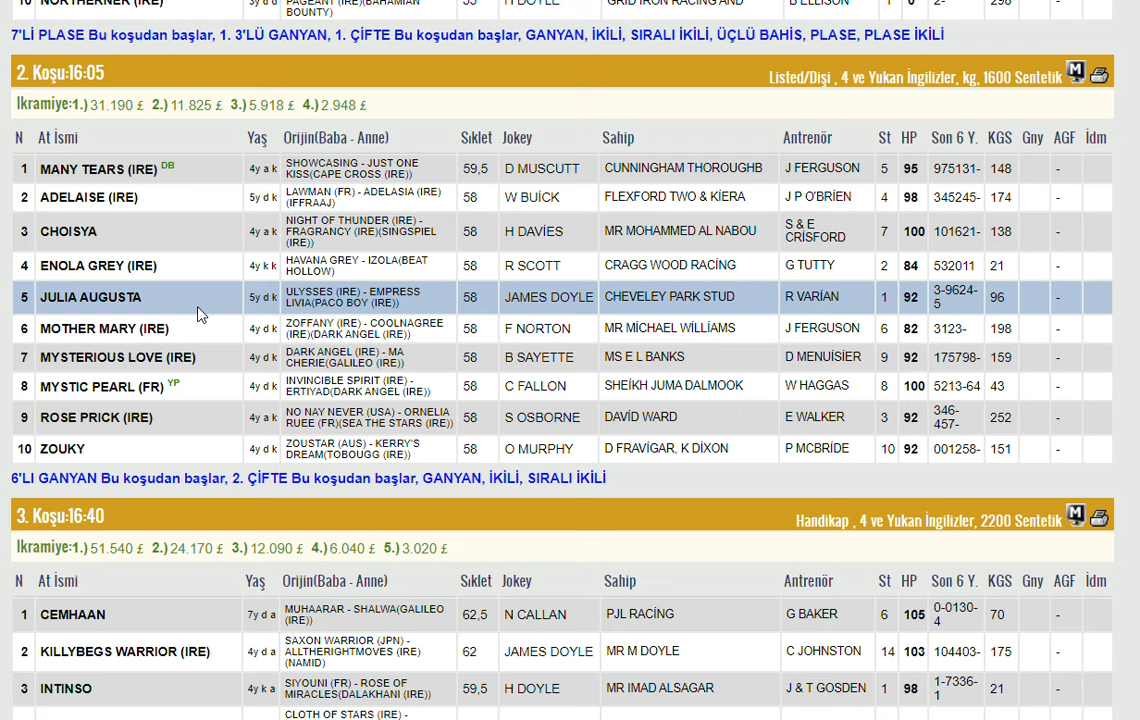 10 NORTHERNER (IRE) 3y d d PAGEANT (IRE)(BAHAMIAN BOUNTY) 55 H DOYLE GRID IRON RACING AND B ELLISON 1 0 2- 298
7'Lİ PLASE Bu koşudan başlar, 1. 3'LÜ GANYAN, 1. ÇİFTE Bu koşudan başlar, GANYAN, İKİLİ, SIRALI İKİLİ, ÜÇLÜ BAHİS, PLASE, PLASE İKİLİ
2. Koşu:16:05 Listed/Dişi , 4 ve Yukarı İngilizler, kg, 1600 Sentetik M
İkramiye:1.) 31.190 £ 2.) 11.825 £ 3.) 5.918 £ 4.) 2.948 £
N At İsmi Yaş Orijin(Baba - Anne) Sıklet Jokey Sahip Antrenör St HP Son 6 Y. KGS Gny AGF İdm
1 MANY TEARS (IRE) DB 4y a k SHOWCASING - JUST ONE KISS(CAPE CROSS (IRE)) 59,5 D MUSCUTT CUNNINGHAM THOROUGHB J FERGUSON 5 95 975131- 148 -
2 ADELAISE (IRE) 5y d k LAWMAN (FR) - ADELASIA (IRE) (IFFRAAJ) 58 W BUİCK FLEXFORD TWO & KİERA J P O'BRİEN 4 98 345245- 174 -
3 CHOISYA 4y a k NIGHT OF THUNDER (IRE) - FRAGRANCY (IRE)(SINGSPIEL (IRE)) 58 H DAVİES MR MOHAMMED AL NABOU S & E CRİSFORD 7 100 101621- 138 -
4 ENOLA GREY (IRE) 4y k k HAVANA GREY - IZOLA(BEAT HOLLOW) 58 R SCOTT CRAGG WOOD RACİNG G TUTTY 2 84 532011 21 -
5 JULIA AUGUSTA 5y d k ULYSSES (IRE) - EMPRESS LIVIA(PACO BOY (IRE)) 58 JAMES DOYLE CHEVELEY PARK STUD R VARİAN 1 92 3-9624-5 96 -
6 MOTHER MARY (IRE) 4y d k ZOFFANY (IRE) - COOLNAGREE (IRE)(DARK ANGEL (IRE)) 58 F NORTON MR MİCHAEL WİLLİAMS J FERGUSON 6 82 3123- 198 -
7 MYSTERIOUS LOVE (IRE) 4y d k DARK ANGEL (IRE) - MA CHERIE(GALILEO (IRE)) 58 B SAYETTE MS E L BANKS D MENUİSİER 9 92 175798- 159 -
8 MYSTIC PEARL (FR) YP 4y d k INVINCIBLE SPIRIT (IRE) - ERTIYAD(DARK ANGEL (IRE)) 58 C FALLON SHEİKH JUMA DALMOOK W HAGGAS 8 100 5213-64 43 -
9 ROSE PRICK (IRE) 4y a k NO NAY NEVER (USA) - ORNELIA RUEE (FR)(SEA THE STARS (IRE)) 58 S OSBORNE DAVİD WARD E WALKER 3 92 346-457- 252 -
10 ZOUKY 4y d k ZOUSTAR (AUS) - KERRY'S DREAM(TOBOUGG (IRE)) 58 O MURPHY D FRAVİGAR, K DİXON P MCBRİDE 10 92 001258- 151 -
6'LI GANYAN Bu koşudan başlar, 2. ÇİFTE Bu koşudan başlar, GANYAN, İKİLİ, SIRALI İKİLİ
3. Koşu:16:40 Handikap , 4 ve Yukarı İngilizler, 2200 Sentetik M
İkramiye:1.) 51.540 £ 2.) 24.170 £ 3.) 12.090 £ 4.) 6.040 £ 5.) 3.020 £
N At İsmi Yaş Orijin(Baba - Anne) Sıklet Jokey Sahip Antrenör St HP Son 6 Y. KGS Gny AGF İdm
1 CEMHAAN 7y d a MUHAARAR - SHALWA(GALILEO (IRE)) 62,5 N CALLAN PJL RACİNG G BAKER 6 105 0-0130-4 70 -
2 KILLYBEGS WARRIOR (IRE) 4y d a SAXON WARRIOR (JPN) - ALLTHERIGHTMOVES (IRE)(NAMID) 62 JAMES DOYLE MR M DOYLE C JOHNSTON 14 103 104403- 175 -
3 INTINSO 4y k a SIYOUNI (FR) - ROSE OF MIRACLES(DALAKHANI (IRE)) 59,5 H DOYLE MR IMAD ALSAGAR J & T GOSDEN 1 98 1-7336-1 21 -
CLOTH OF STARS (IRE) -